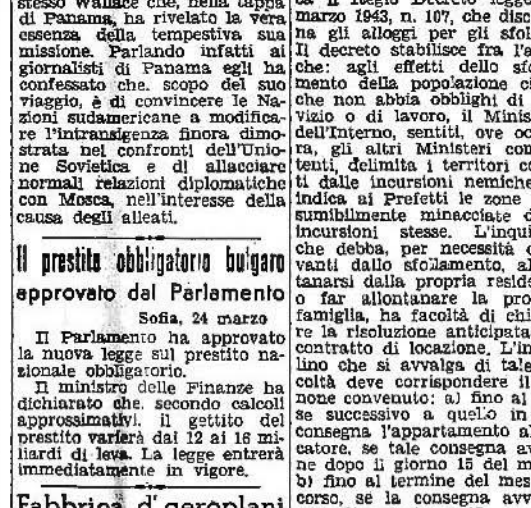 stesso Wallace che, nella tappa
di Panama, ha rivelato la vera
essenza della tempestiva sua
missione. Parlando infatti ai
giornalisti di Panama egli ha
confessato che. scopo del suo
viaggio, è di convincere le Na-
zioni sudamericane a modifica-
re l'intransigenza finora dimo-
strata nei confronti dell'Unio-
ne Sovietica e di allacciare
normali relazioni diplomatiche
con Mosca, nell'interesse della
causa degli alleati.
Il prestito obbligatorio bulgaro
approvato dal Parlamento
Sofia, 24 marzo
Il Parlamento ha approvato
la nuova legge sul prestito na-
zionale obbligatorio.
Il ministro delle Finanze ha
dichiarato che. secondo calcoli
approssimativi. il gettito del
prestito varierà dai 12 ai 16 mi-
liardi di leva. La legge entrerà
immediatamente in vigore.
Fabbrica d'aeroplani
marzo 1943, n. 107, che disc
na gli alloggi per gli sfol
Il decreto stabilisce fra l'a
che: agli effetti dello sfo
mento della popolazione ci
che non abbia obblighi di
vizio o di lavoro, il Minis
dell'Interno, sentiti, ove oc
ra, gli altri Ministeri com
tenti, delimita i territori co
ti dalle incursioni nemiche
indica ai Prefetti le zone
sumibilmente minacciate d
incursioni stesse. L'inqui
che debba, per necessità
vanti dallo sfollamento, al
tanarsi dalla propria reside
o far allontanare la pro
famiglia, ha facoltà di chi
re la risoluzione anticipata
contratto di locazione. L'in
lino che si avvalga di tale
coltà deve corrispondere il
none convenuto: a) fino al
se successivo a quello in
consegna l'appartamento a
catore, se tale consegna av
ne dopo il giorno 15 del m
b) fino al termine del mes
corso, se la consegna avv